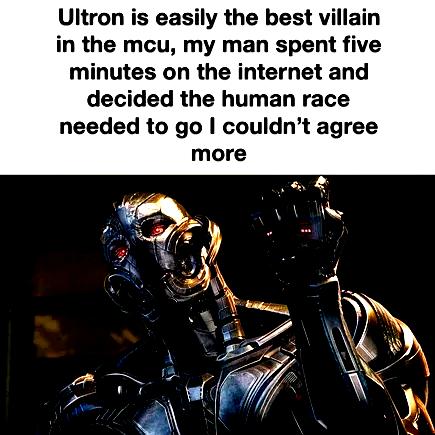 Ultron is easily the best villain
in the mcu, my man spent five
minutes on the internet and
decided the human race
needed to go I couldn't agree
more